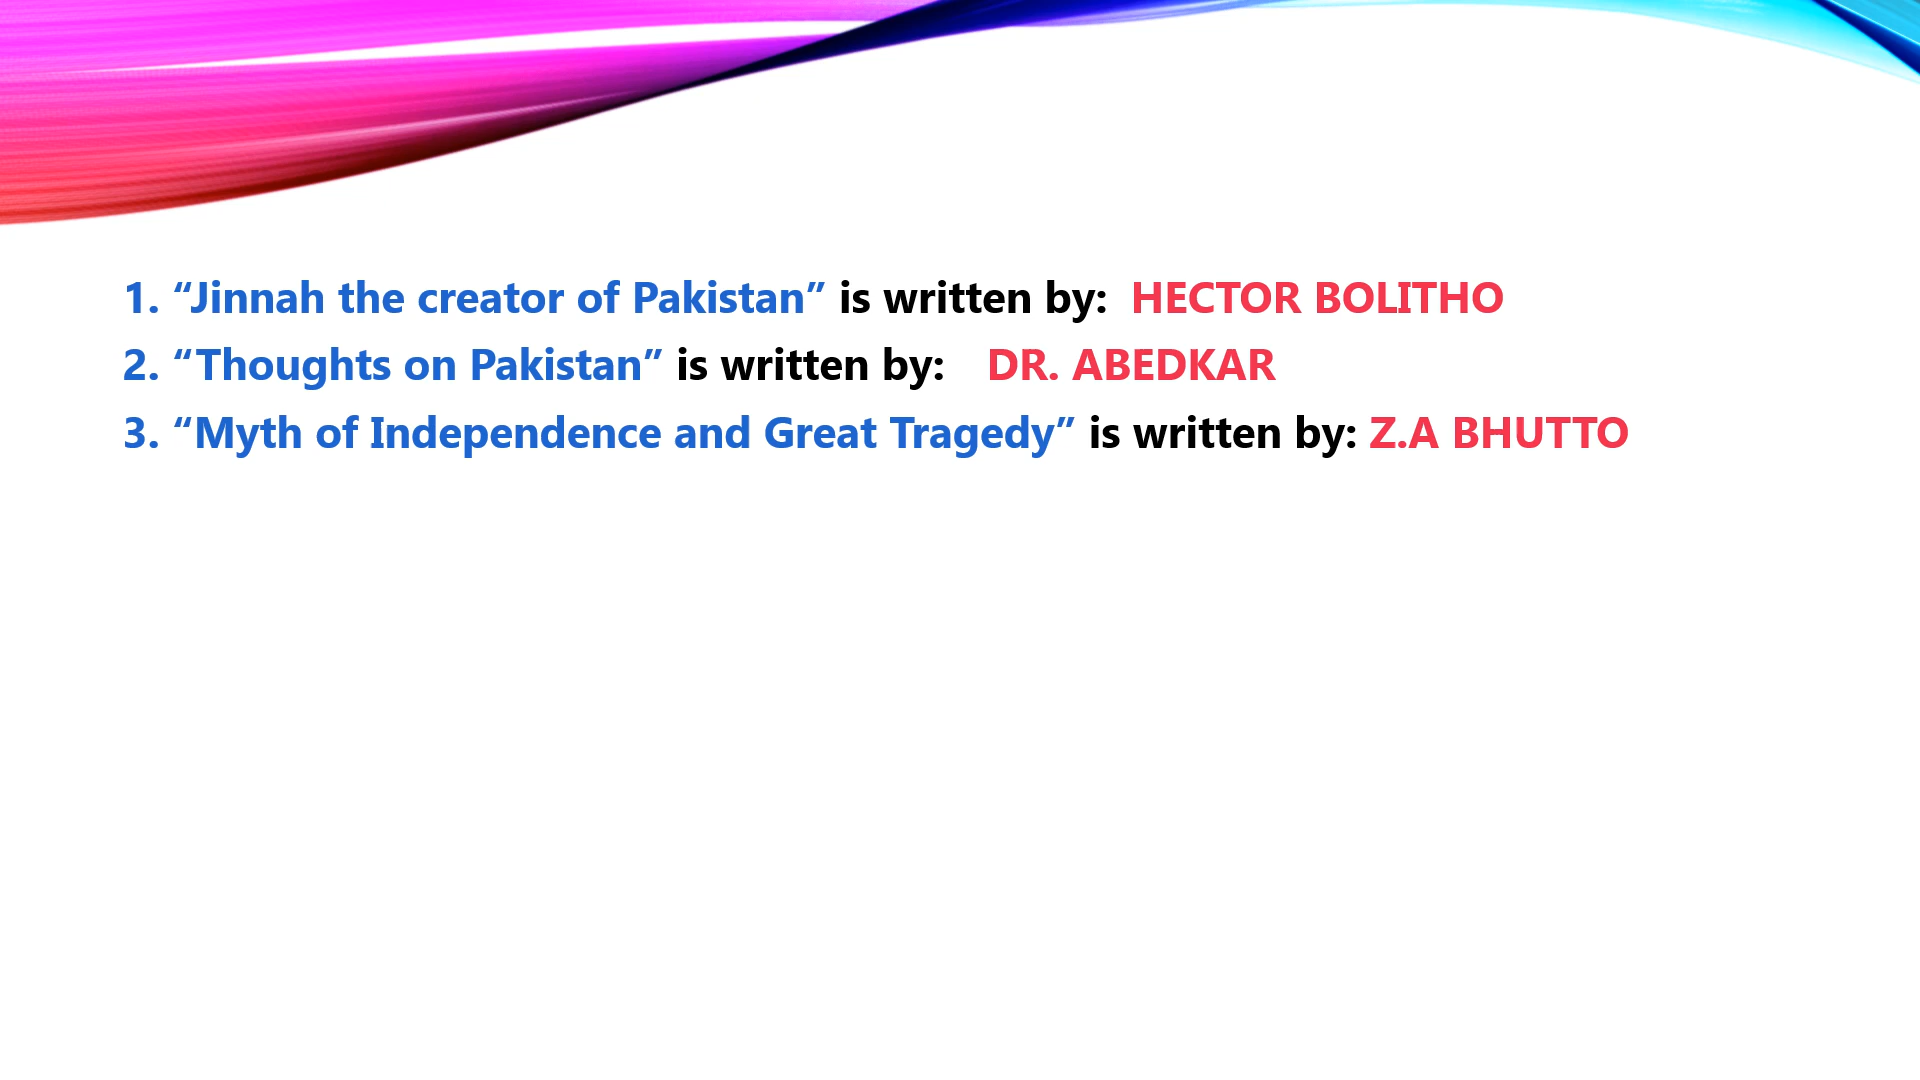 1. “Jinnah the creator of Pakistan” is written by: HECTOR BOLITHO
2. “Thoughts on Pakistan” is written by: DR. ABEDKAR
3. “Myth of Independence and Great Tragedy” is written by: Z.A BHUTTO